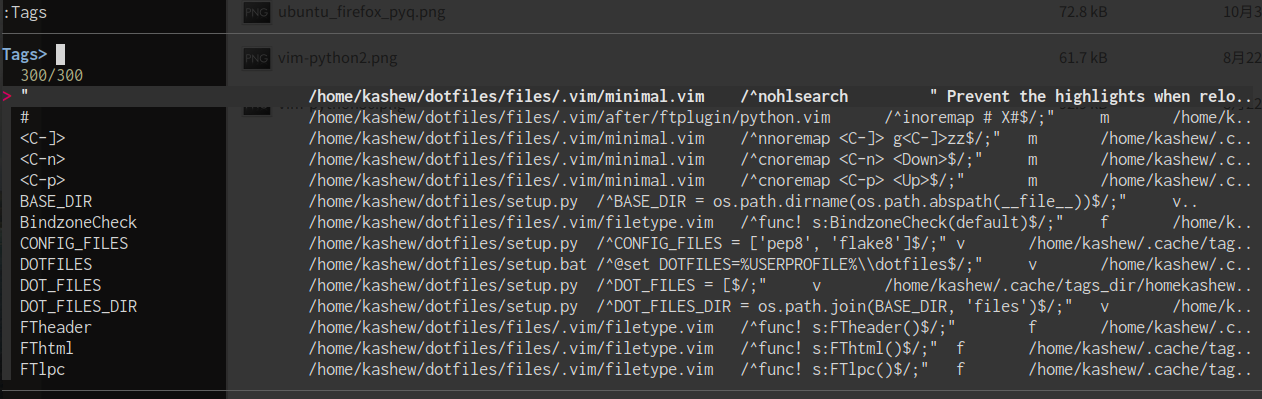 :Tags
PNG ubuntu_firefox_pyq.png 72.8 kB 10月3
Tags>
PNG vim-python2.png 61.7 kB 8月22
300/300
> " /home/kashew/dotfiles/files/.vim/minimal.vim /^nohlsearch " Prevent the highlights when relo..
# /home/kashew/dotfiles/files/.vim/after/ftplugin/python.vim /^inoremap # X#$/;" m /home/k..
<C-]> /home/kashew/dotfiles/files/.vim/minimal.vim /^nnoremap <C-]> g<C-]>zz$/;" m /home/kashew/.c..
<C-n> /home/kashew/dotfiles/files/.vim/minimal.vim /^cnoremap <C-n> <Down>$/;" m /home/kashew/.c..
<C-p> /home/kashew/dotfiles/files/.vim/minimal.vim /^cnoremap <C-p> <Up>$/;" m /home/kashew/.c..
BASE_DIR /home/kashew/dotfiles/setup.py /^BASE_DIR = os.path.dirname(os.path.abspath(__file__))$/;" v..
BindzoneCheck /home/kashew/dotfiles/files/.vim/filetype.vim /^func! s:BindzoneCheck(default)$/;" f /home/k..
CONFIG_FILES /home/kashew/dotfiles/setup.py /^CONFIG_FILES = ['pep8', 'flake8']$/;" v /home/kashew/.cache/tag..
DOTFILES /home/kashew/dotfiles/setup.bat /^@set DOTFILES=%USERPROFILE%\\dotfiles$/;" v /home/kashew/.c..
DOT_FILES /home/kashew/dotfiles/setup.py /^DOT_FILES = [$/;" v /home/kashew/.cache/tags_dir/homekashew..
DOT_FILES_DIR /home/kashew/dotfiles/setup.py /^DOT_FILES_DIR = os.path.join(BASE_DIR, 'files')$/;" v /home/k..
FTheader /home/kashew/dotfiles/files/.vim/filetype.vim /^func! s:FTheader()$/;" f /home/kashew/.c..
FThtml /home/kashew/dotfiles/files/.vim/filetype.vim /^func! s:FThtml()$/;" f /home/kashew/.cache/tag..
FTlpc /home/kashew/dotfiles/files/.vim/filetype.vim /^func! s:FTlpc()$/;" f /home/kashew/.cache/tag..